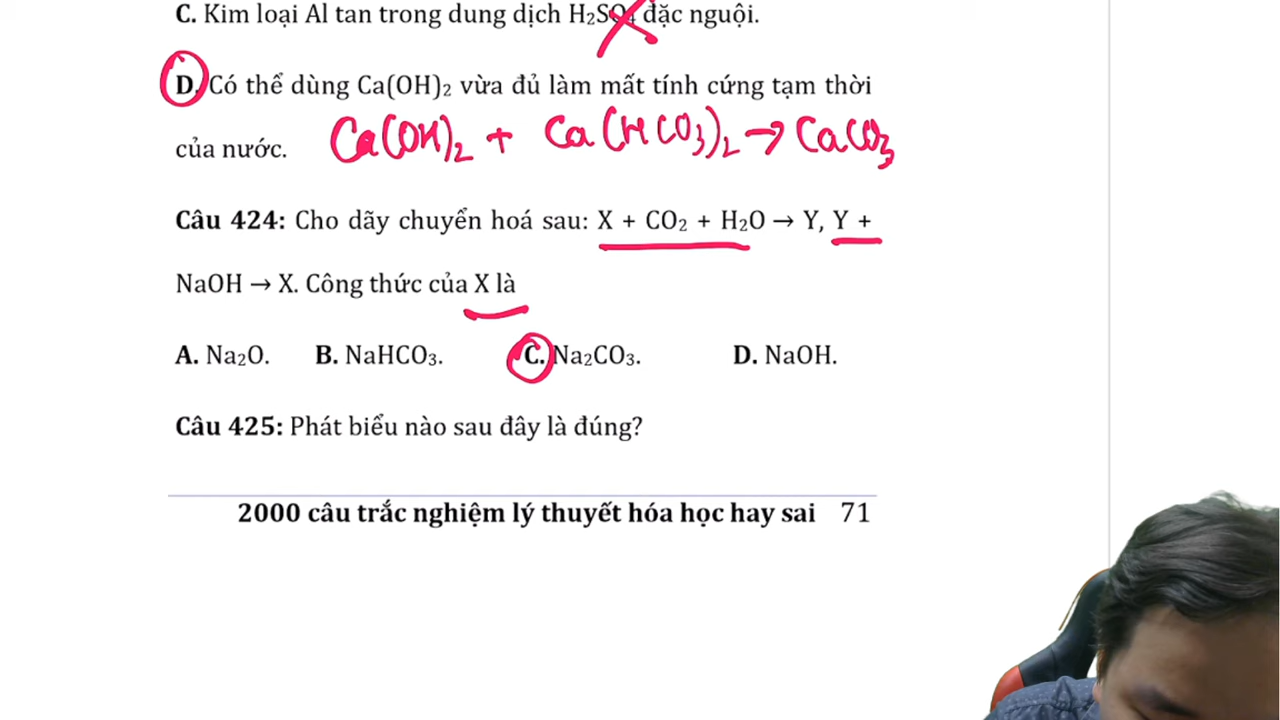 C. Kim loại Al tan trong dung dịch H₂SO₄ đặc nguội.
D. Có thể dùng Ca(OH)₂ vừa đủ làm mất tính cứng tạm thời
của nước. Ca(OH)₂ + Ca(HCO₃)₂ → CaCO₃
Câu 424: Cho dãy chuyển hoá sau: X + CO₂ + H₂O → Y, Y +
NaOH → X. Công thức của X là
A. Na₂O. B. NaHCO₃. C. Na₂CO₃. D. NaOH.
Câu 425: Phát biểu nào sau đây là đúng?
2000 câu trắc nghiệm lý thuyết hóa học hay sai 71